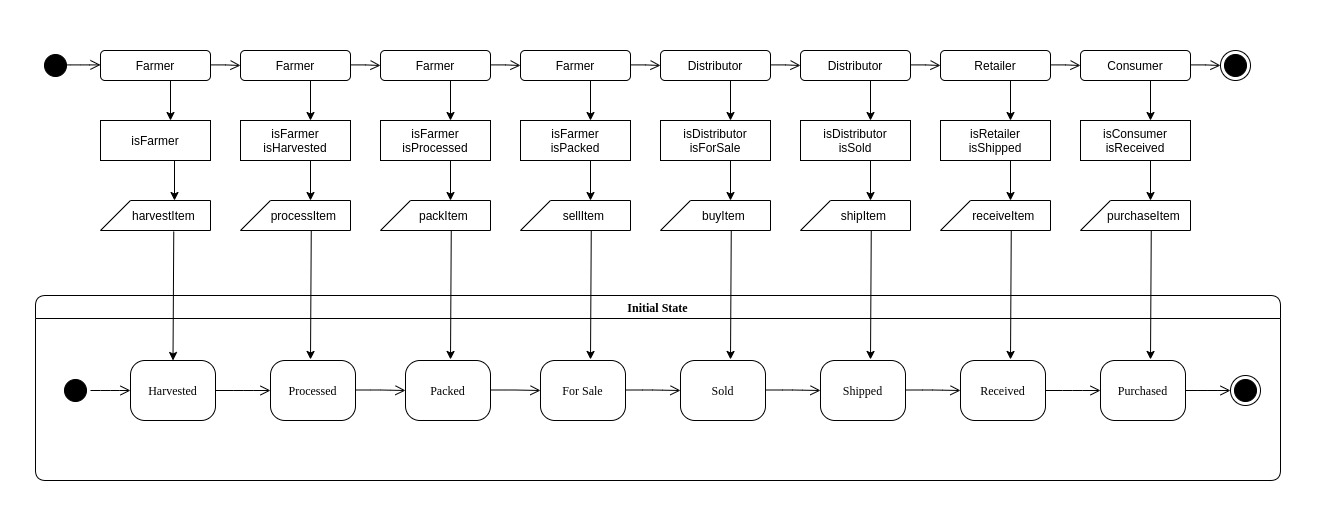 Farmer
Farmer
Farmer
Farmer
Distributor
Distributor
Retailer
Consumer
isFarmer
isFarmer
isHarvested
isFarmer
isProcessed
isFarmer
isPacked
isDistributor
isForSale
isDistributor
isSold
isRetailer
isShipped
isConsumer
isReceived
harvestItem
processItem
packItem
sellItem
buyItem
shipItem
receiveItem
purchaseItem
Initial State
Harvested
Processed
Packed
For Sale
Sold
Shipped
Received
Purchased